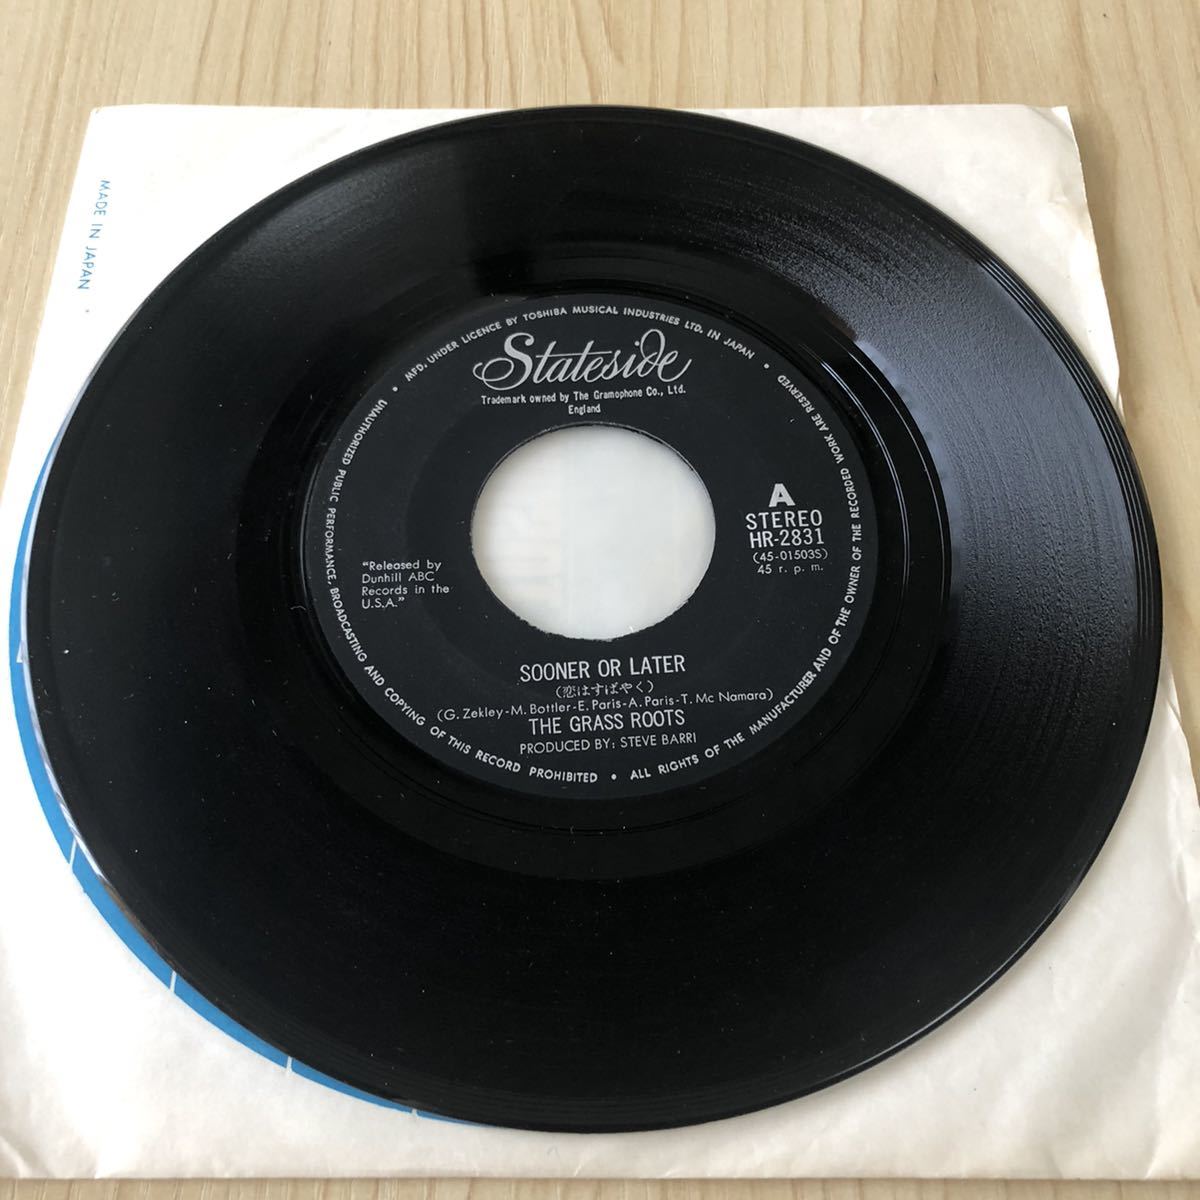 MADE IN JAPAN •
• MFD. UNDER LICENCE BY TOSHIBA MUSICAL INDUSTRIES LTD. IN JAPAN •
Stateside
Trademark owned by The Gramophone Co., Ltd.
England
A
STEREO
HR-2831
(45-01503S)
45 r. p. m.
“Released by
Dunhill ABC
Records in the
U.S.A.”
SOONER OR LATER
(恋はすばやく)
(G. Zekley-M. Bottler-E. Paris-A. Paris-T. Mc Namara)
THE GRASS ROOTS
PRODUCED BY: STEVE BARRI
UNAUTHORIZED PUBLIC PERFORMANCE, BROADCASTING AND COPYING OF THIS RECORD PROHIBITED • ALL RIGHTS OF THE MANUFACTURER AND OF THE OWNER OF THE RECORDED WORK ARE RESERVED